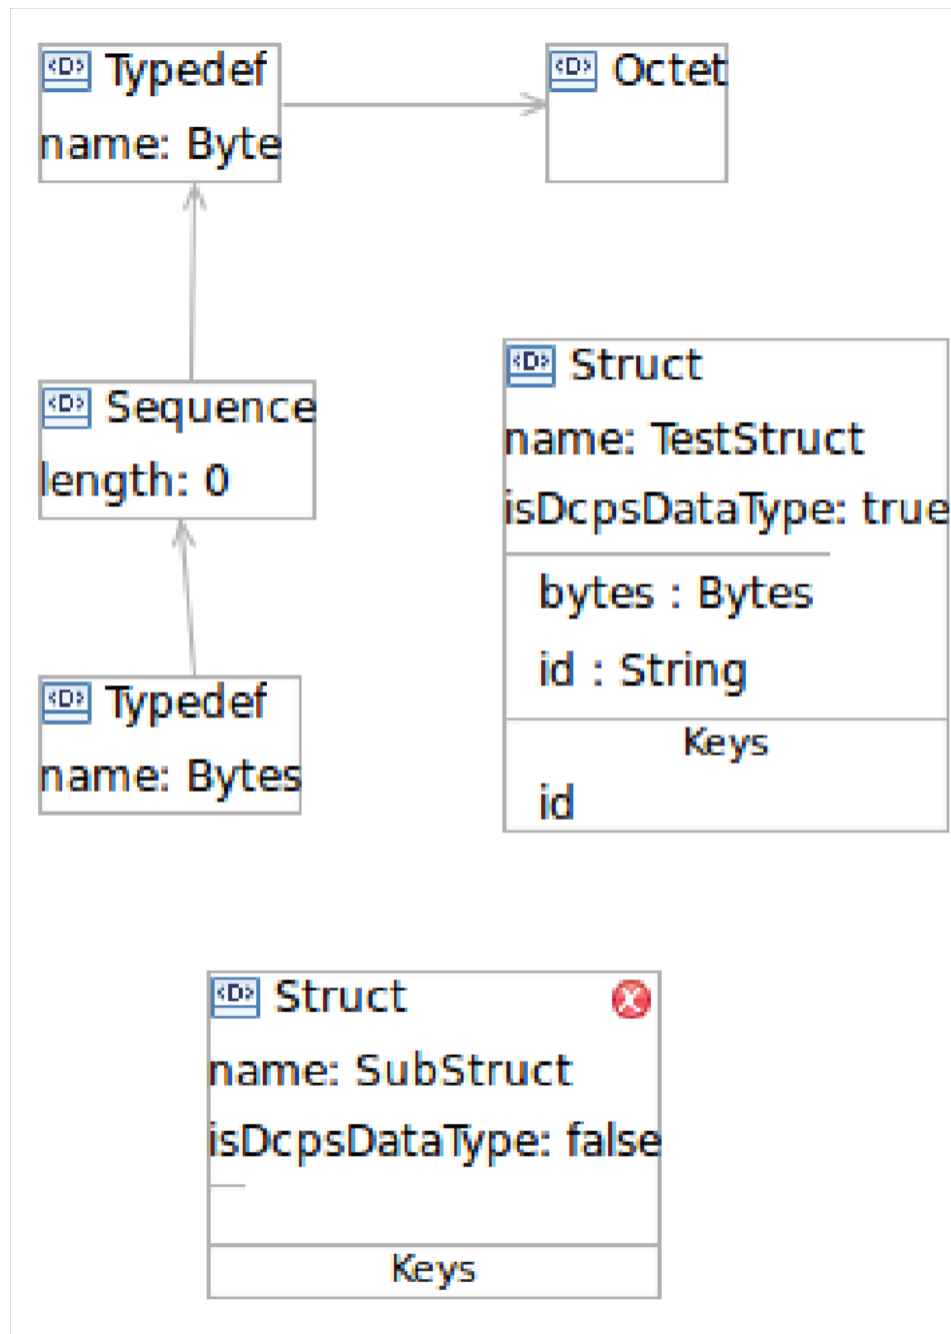 <D> Typedef
name: Byte
<D> Octet
<D> Sequence
length: 0
<D> Struct
name: TestStruct
isDcpsDataType: true
bytes : Bytes
id : String
Keys
id
<D> Typedef
name: Bytes
<D> Struct
name: SubStruct
isDcpsDataType: false
Keys